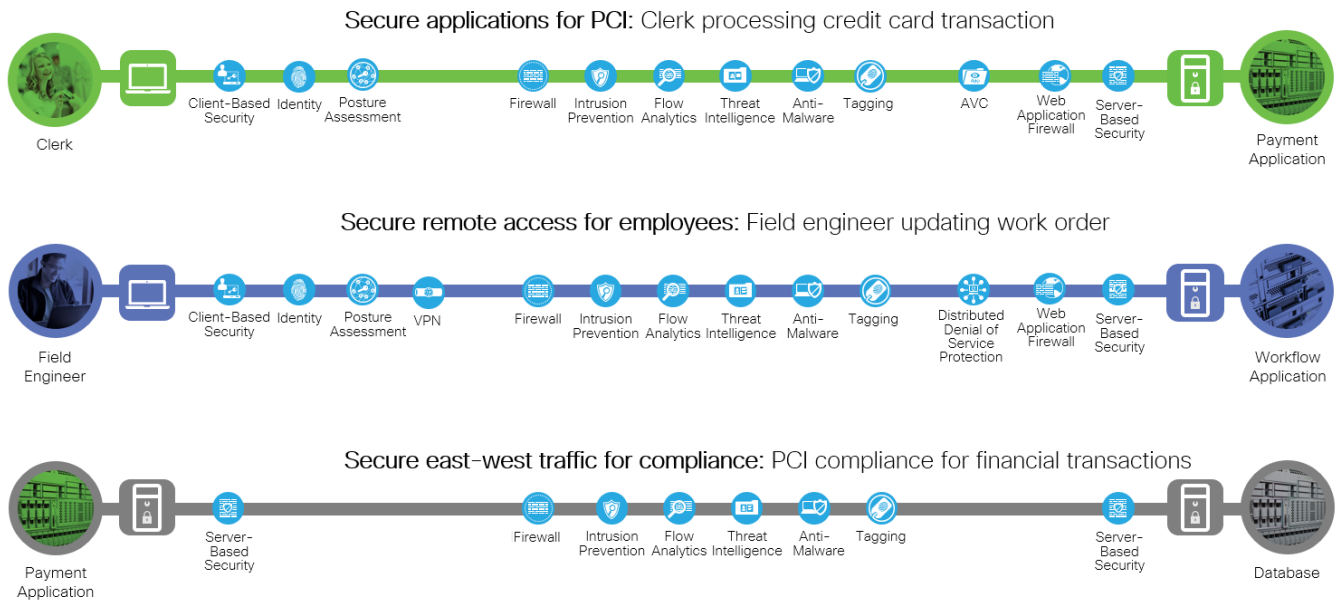 Secure applications for PCI: Clerk processing credit card transaction
Client-Based
Security
Identity
Posture
Assessment
Firewall
Intrusion
Prevention
Flow
Analytics
Threat
Intelligence
Anti-
Malware
Tagging
AVC
Web
Application
Firewall
Server-
Based
Security
Clerk
Payment
Application
Secure remote access for employees: Field engineer updating work order
Client-Based
Security
Identity
Posture
Assessment
VPN
Firewall
Intrusion
Prevention
Flow
Analytics
Threat
Intelligence
Anti-
Malware
Tagging
Distributed
Denial of
Service
Protection
Web
Application
Firewall
Server-
Based
Security
Field
Engineer
Workflow
Application
Secure east-west traffic for compliance: PCI compliance for financial transactions
Server-
Based
Security
Firewall
Intrusion
Prevention
Flow
Analytics
Threat
Intelligence
Anti-
Malware
Tagging
Server-
Based
Security
Payment
Application
Database